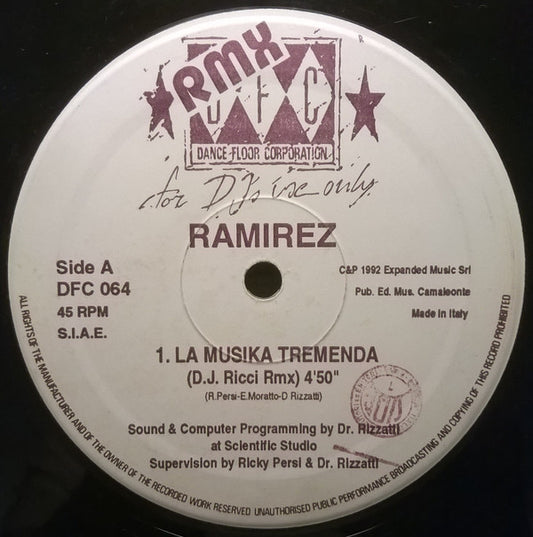 RMX
DFC
R
DANCE FLOOR CORPORATION
for DJs use only
RAMIREZ
Side A
DFC 064
45 RPM
S.I.A.E.
C&P 1992 Expanded Music Srl
Pub. Ed. Mus. Camaleonte
Made in Italy
1. LA MUSIKA TREMENDA
(D.J. Ricci Rmx) 4'50"
(R.Persi-E.Moratto-D Rizzatti)
Sound & Computer Programming by Dr. Rizzatti
at Scientific Studio
Supervision by Ricky Persi & Dr. Rizzatti
ALL RIGHTS OF THE MANUFACTURER AND OF THE OWNER OF THE RECORDED WORK RESERVED UNAUTHORISED PUBLIC PERFORMANCE BROADCASTING AND COPYING OF THIS RECORD PROHIBITED